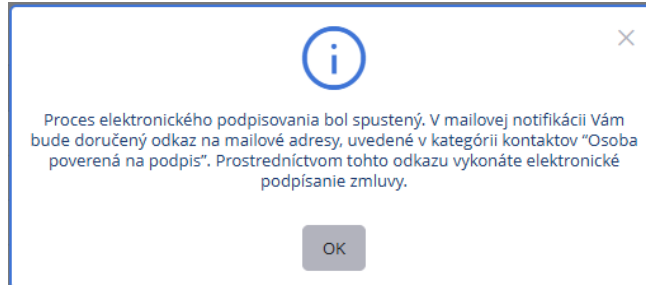 Proces elektronického podpisovania bol spustený. V mailovej notifikácii Vám
bude doručený odkaz na mailové adresy, uvedené v kategórii kontaktov “Osoba
poverená na podpis”. Prostredníctvom tohto odkazu vykonáte elektronické
podpísanie zmluvy.
OK